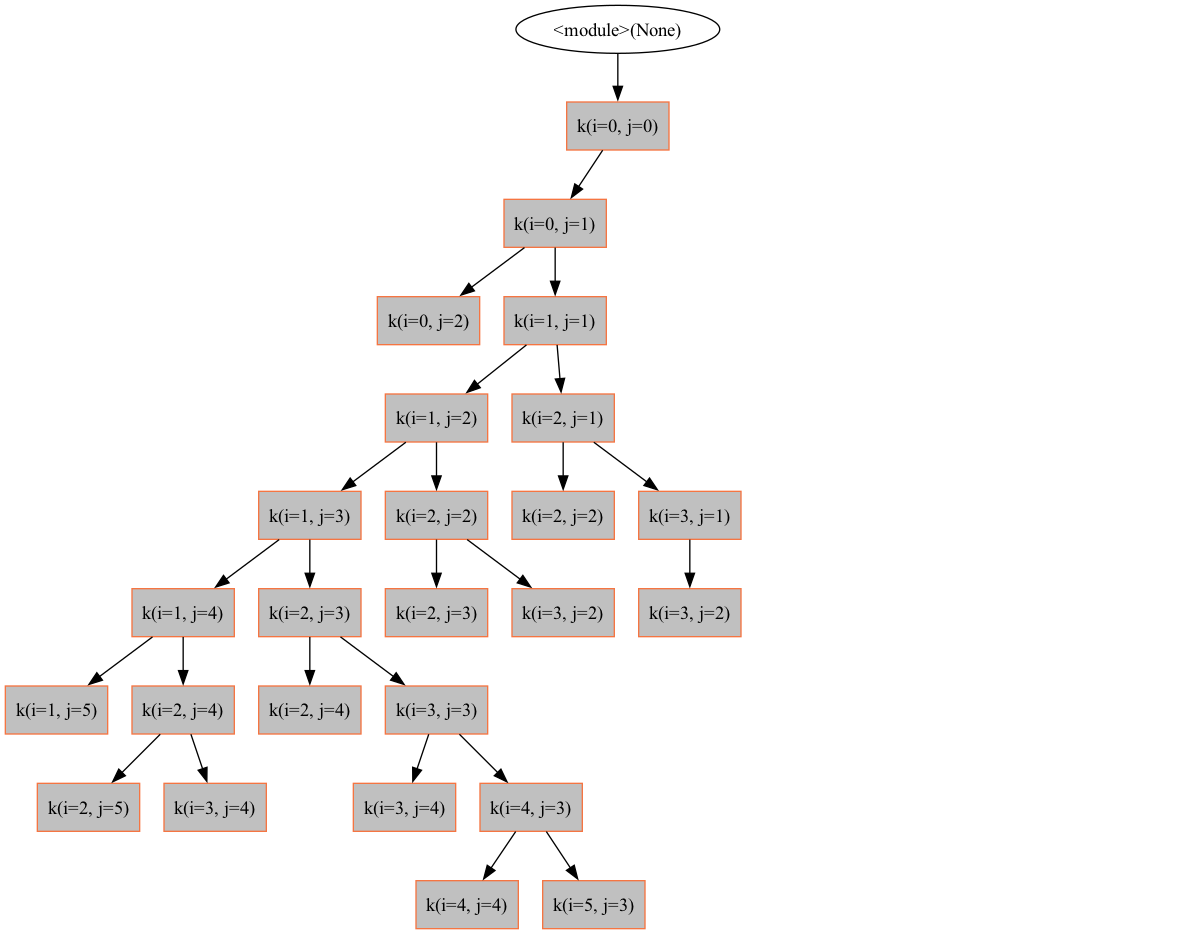 <module>(None)
k(i=0, j=0)
k(i=0, j=1)
k(i=0, j=2)
k(i=1, j=1)
k(i=1, j=2)
k(i=2, j=1)
k(i=1, j=3)
k(i=2, j=2)
k(i=2, j=2)
k(i=3, j=1)
k(i=1, j=4)
k(i=2, j=3)
k(i=2, j=3)
k(i=3, j=2)
k(i=3, j=2)
k(i=1, j=5)
k(i=2, j=4)
k(i=2, j=4)
k(i=3, j=3)
k(i=2, j=5)
k(i=3, j=4)
k(i=3, j=4)
k(i=4, j=3)
k(i=4, j=4)
k(i=5, j=3)